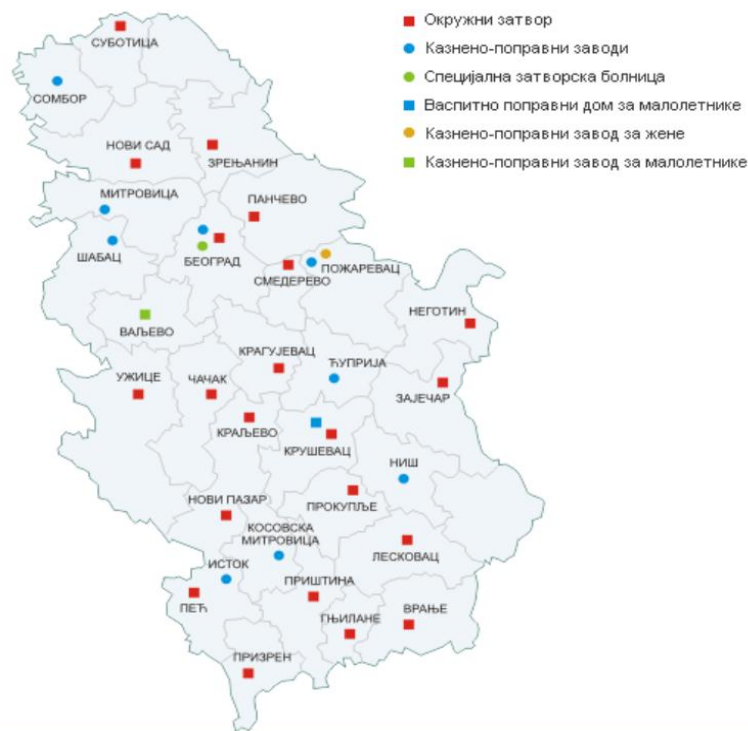 Окружни затвор
Казнено-поправни заводи
Специјална затворска болница
Васпитно поправни дом за малолетнике
Казнено-поправни завод за жене
Казнено-поправни завод за малолетнике
СУБОТИЦА
СОМБОР
НОВИ САД
ЗРЕЊАНИН
МИТРОВИЦА
ПАНЧЕВО
ШАБАЦ
БЕОГРАД
СМЕДЕРЕВО
ПОЖАРЕВАЦ
НЕГОТИН
ВАЉЕВО
КРАГУЈЕВАЦ
ЋУПРИЈА
УЖИЦЕ
ЧАЧАК
ЗАЈЕЧАР
КРАЉЕВО
КРУШЕВАЦ
НИШ
НОВИ ПАЗАР
ПРОКУПЉЕ
КОСОВСКА
МИТРОВИЦА
ЛЕСКОВАЦ
ИСТОК
ПРИШТИНА
ПЕЋ
ГЊИЛАНЕ
ВРАЊЕ
ПРИЗРЕН